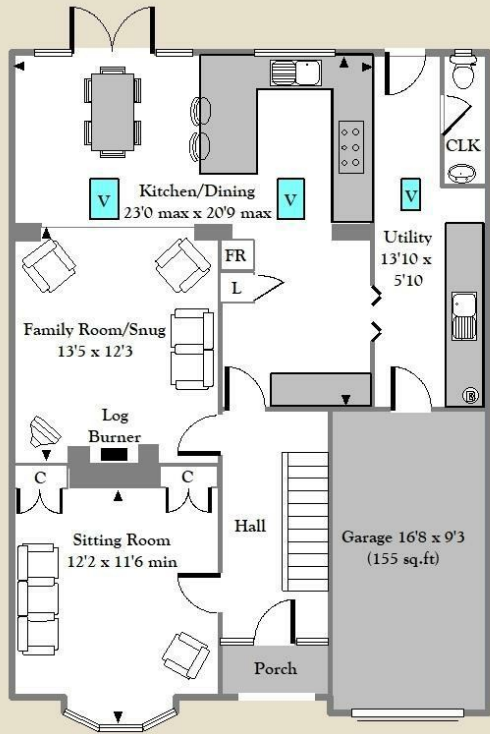 CLK
V
Kitchen/Dining
23'0 max x 20'9 max
V
V
Utility
13'10 x
5'10
FR
L
Family Room/Snug
13'5 x 12'3
Log
Burner
C
C
B
Sitting Room
12'2 x 11'6 min
Hall
Garage 16'8 x 9'3
(155 sq.ft)
Porch